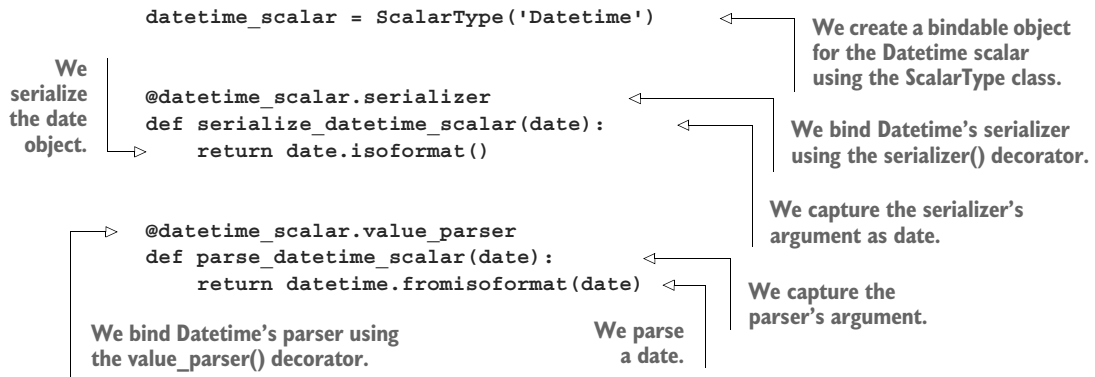 datetime_scalar = ScalarType('Datetime')
We create a bindable object
for the Datetime scalar
using the ScalarType class.
We
serialize
the date
object.
@datetime_scalar.serializer
def serialize_datetime_scalar(date):
    return date.isoformat()
We bind Datetime's serializer
using the serializer() decorator.
We capture the serializer's
argument as date.
@datetime_scalar.value_parser
def parse_datetime_scalar(date):
    return datetime.fromisoformat(date)
We capture the
parser's argument.
We bind Datetime's parser using
the value_parser() decorator.
We parse
a date.